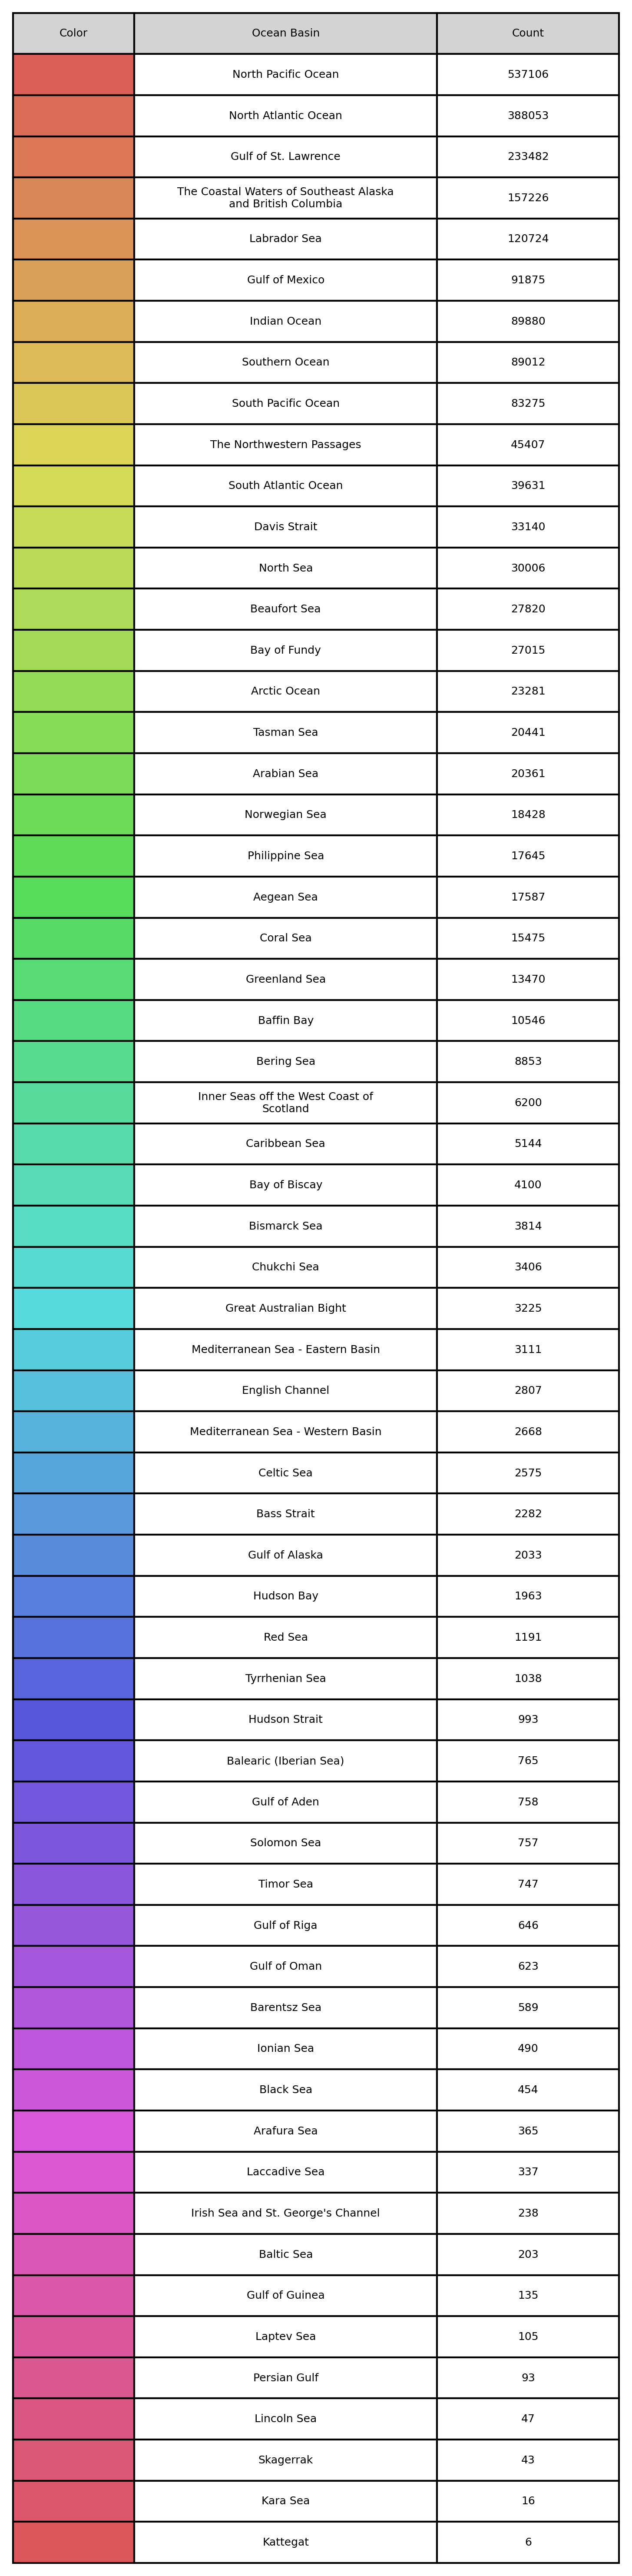 Color Ocean Basin Count
North Pacific Ocean 537106
North Atlantic Ocean 388053
Gulf of St. Lawrence 233482
The Coastal Waters of Southeast Alaska
and British Columbia 157226
Labrador Sea 120724
Gulf of Mexico 91875
Indian Ocean 89880
Southern Ocean 89012
South Pacific Ocean 83275
The Northwestern Passages 45407
South Atlantic Ocean 39631
Davis Strait 33140
North Sea 30006
Beaufort Sea 27820
Bay of Fundy 27015
Arctic Ocean 23281
Tasman Sea 20441
Arabian Sea 20361
Norwegian Sea 18428
Philippine Sea 17645
Aegean Sea 17587
Coral Sea 15475
Greenland Sea 13470
Baffin Bay 10546
Bering Sea 8853
Inner Seas off the West Coast of
Scotland 6200
Caribbean Sea 5144
Bay of Biscay 4100
Bismarck Sea 3814
Chukchi Sea 3406
Great Australian Bight 3225
Mediterranean Sea - Eastern Basin 3111
English Channel 2807
Mediterranean Sea - Western Basin 2668
Celtic Sea 2575
Bass Strait 2282
Gulf of Alaska 2033
Hudson Bay 1963
Red Sea 1191
Tyrrhenian Sea 1038
Hudson Strait 993
Balearic (Iberian Sea) 765
Gulf of Aden 758
Solomon Sea 757
Timor Sea 747
Gulf of Riga 646
Gulf of Oman 623
Barentsz Sea 589
Ionian Sea 490
Black Sea 454
Arafura Sea 365
Laccadive Sea 337
Irish Sea and St. George's Channel 238
Baltic Sea 203
Gulf of Guinea 135
Laptev Sea 105
Persian Gulf 93
Lincoln Sea 47
Skagerrak 43
Kara Sea 16
Kattegat 6